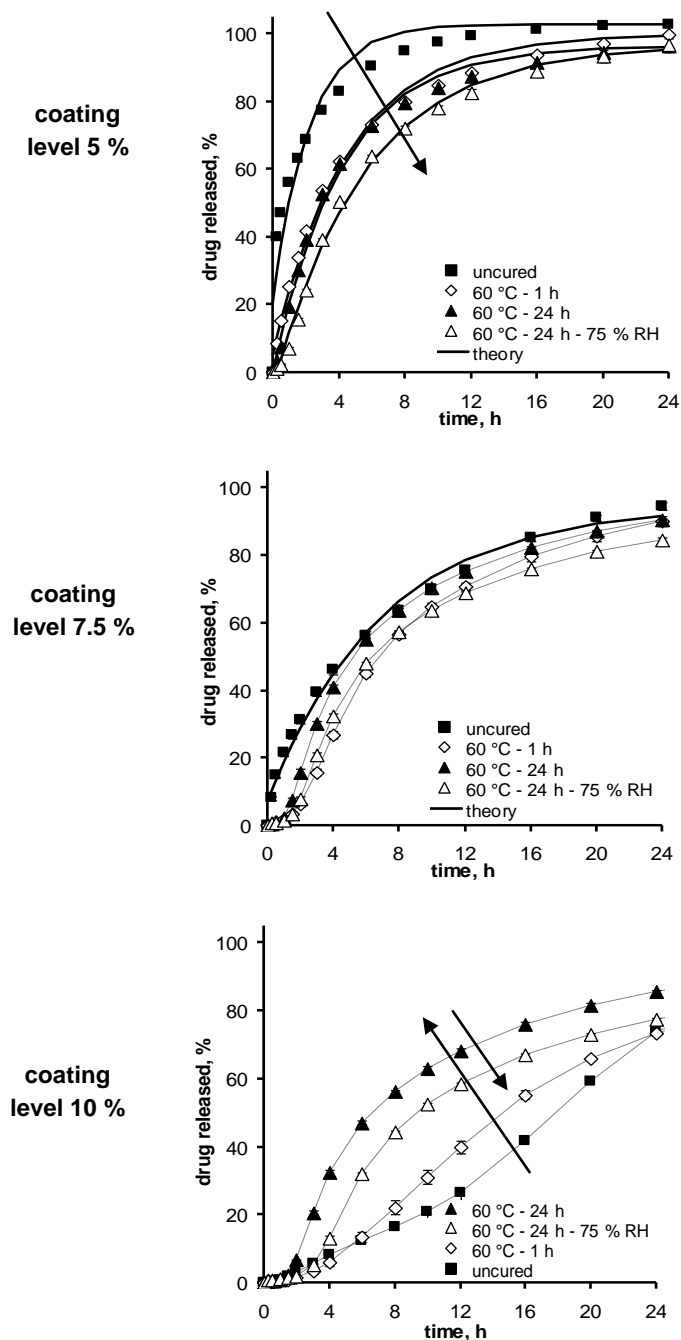 coating
level 5 %
drug released, %
100
80
60
40
20
0
uncured
60 °C - 1 h
60 °C - 24 h
60 °C - 24 h - 75 % RH
theory
0 4 8 12 16 20 24
time, h
coating
level 7.5 %
drug released, %
100
80
60
40
20
0
uncured
60 °C - 1 h
60 °C - 24 h
60 °C - 24 h - 75 % RH
theory
0 4 8 12 16 20 24
time, h
coating
level 10 %
drug released, %
100
80
60
40
20
0
60 °C - 24 h
60 °C - 24 h - 75 % RH
60 °C - 1 h
uncured
0 4 8 12 16 20 24
time, h